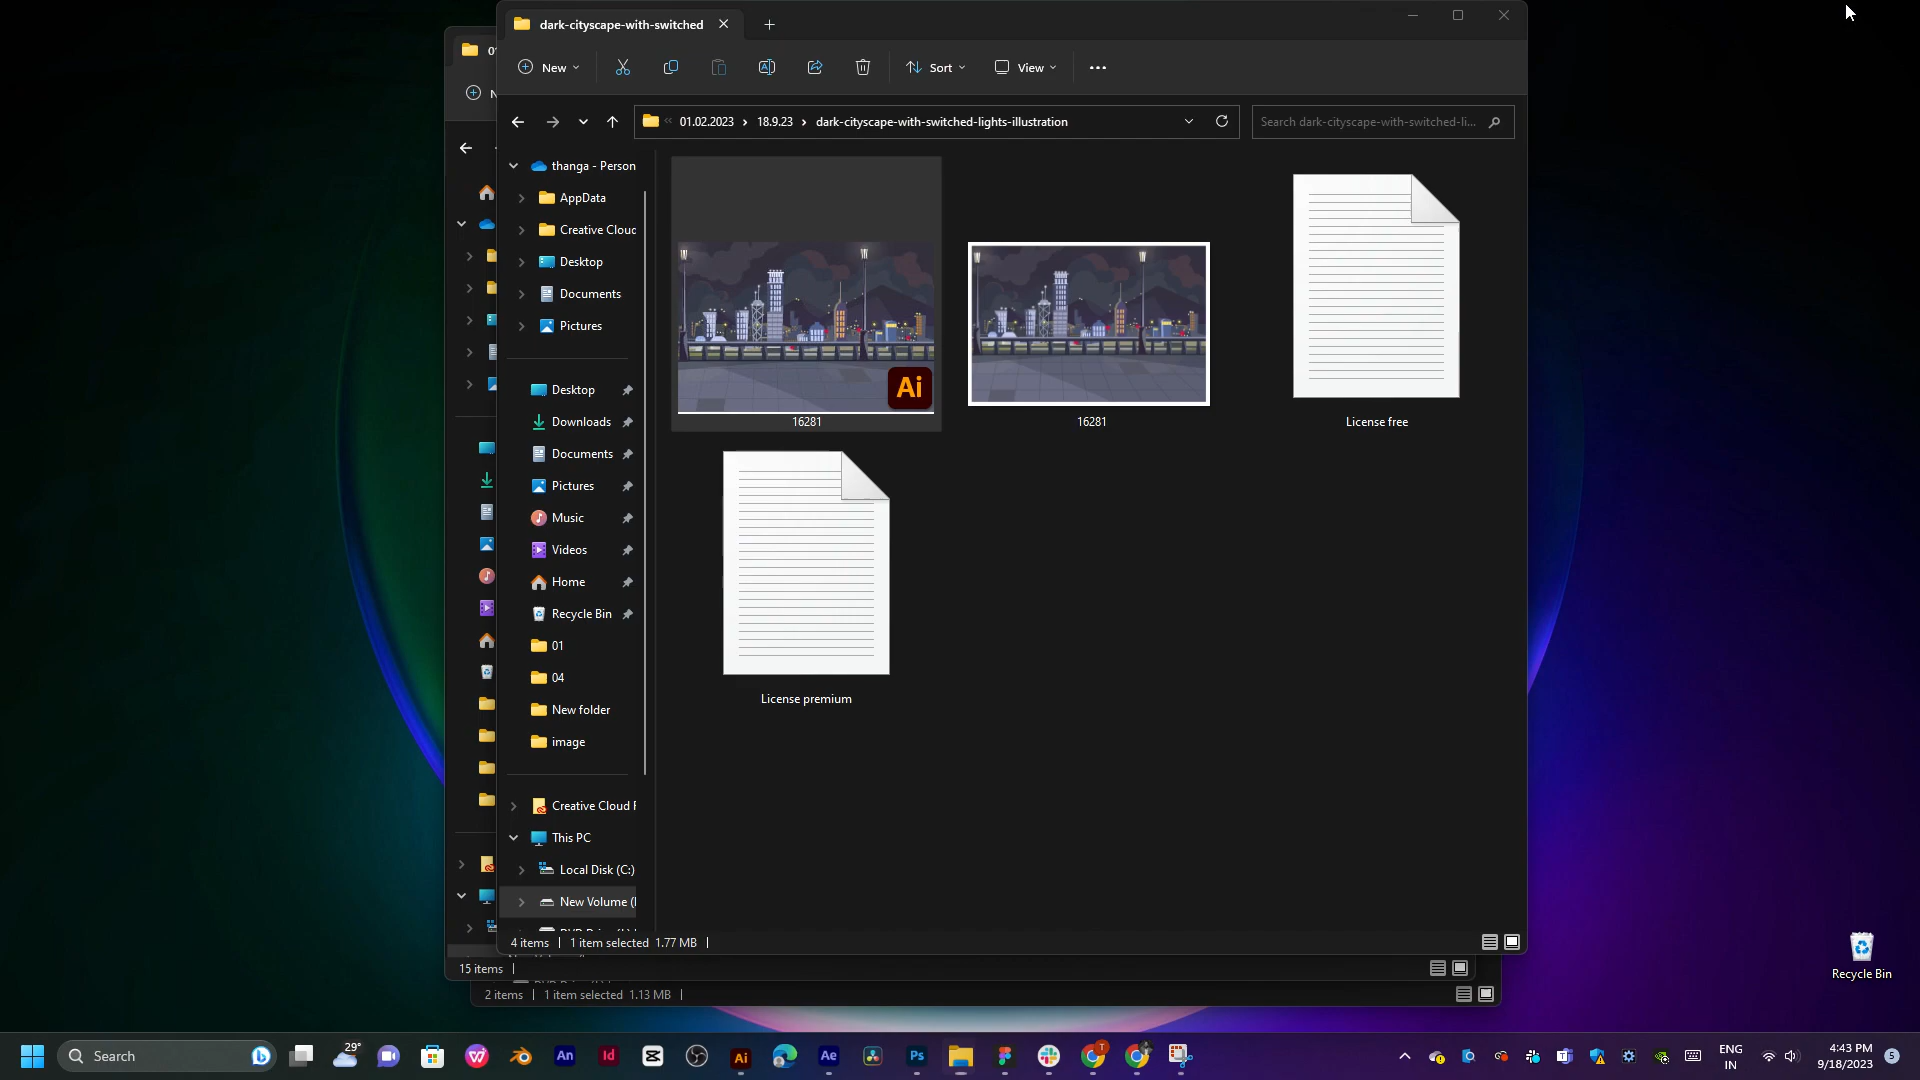 dark-cityscape-with-switched
New
Sort
View
01.02.2023
18.9.23
dark-cityscape-with-switched-lights-illustration
Search dark-cityscape-with-switched-li...
thanga - Person
AppData
Creative Cloud
Desktop
Documents
Pictures
Desktop
Downloads
Documents
Pictures
Music
Videos
Home
Recycle Bin
01
04
New folder
image
Creative Cloud F
This PC
Local Disk (C:)
New Volume (
Ai
16281
16281
License free
License premium
4 items
1 item selected 1.77 MB
15 items
2 items
1 item selected 1.13 MB
Recycle Bin
Search
29°
An
Id
Ai
Ae
Ps
T
ENG
IN
4:43 PM
9/18/2023
5